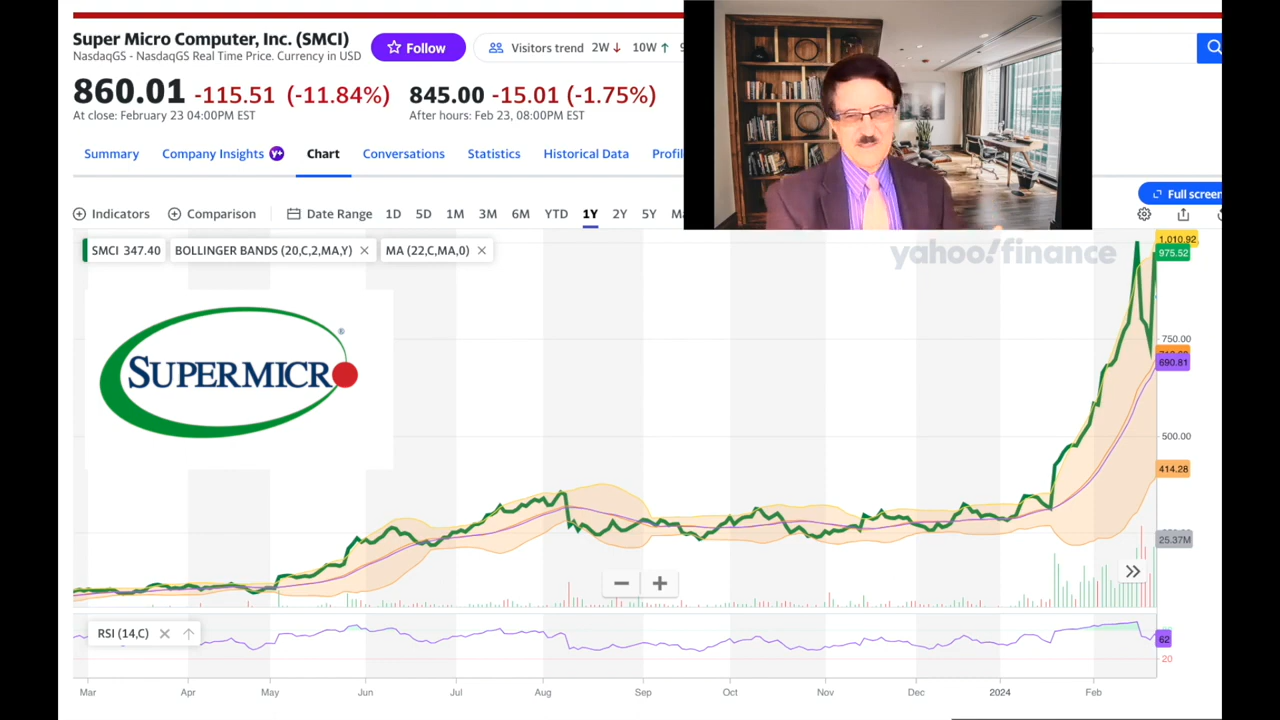 Super Micro Computer, Inc. (SMCI)
NasdaqGS - NasdaqGS Real Time Price. Currency in USD
Follow
Visitors trend 2W ↓ 10W ↑
860.01 -115.51 (-11.84%)
At close: February 23 04:00PM EST
845.00 -15.01 (-1.75%)
After hours: Feb 23, 08:00PM EST
Summary Company Insights Y+ Chart Conversations Statistics Historical Data
Indicators Comparison Date Range 1D 5D 1M 3M 6M YTD 1Y 2Y 5Y
Full screen
SMCI 347.40 BOLLINGER BANDS (20,C,2,MA,Y) MA (22,C,MA,0)
yahoo!finance
SUPERMICRO®
1,010.92
975.52
750.00
690.81
500.00
414.28
25.37M
RSI (14,C)
62
20
Mar Apr May Jun Jul Aug Sep Oct Nov Dec 2024 Feb